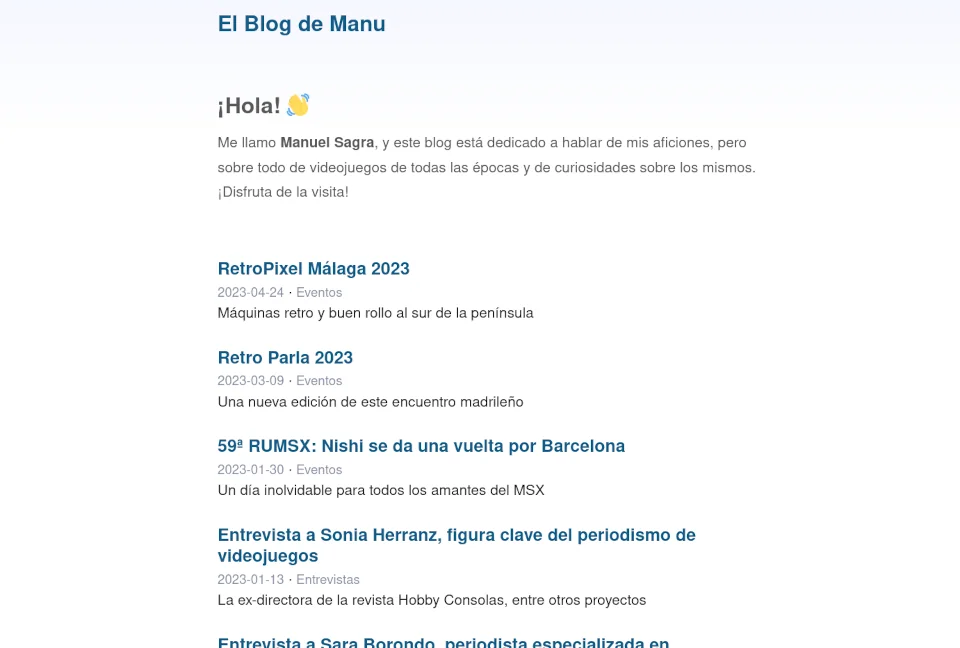 El Blog de Manu
¡Hola! 👋
Me llamo Manuel Sagra, y este blog está dedicado a hablar de mis aficiones, pero
sobre todo de videojuegos de todas las épocas y de curiosidades sobre los mismos.
¡Disfruta de la visita!
RetroPixel Málaga 2023
2023-04-24 · Eventos
Máquinas retro y buen rollo al sur de la península
Retro Parla 2023
2023-03-09 · Eventos
Una nueva edición de este encuentro madrileño
59ª RUMSX: Nishi se da una vuelta por Barcelona
2023-01-30 · Eventos
Un día inolvidable para todos los amantes del MSX
Entrevista a Sonia Herranz, figura clave del periodismo de
videojuegos
2023-01-13 · Entrevistas
La ex-directora de la revista Hobby Consolas, entre otros proyectos
Entrevista a Sara Borondo, periodista especializada en